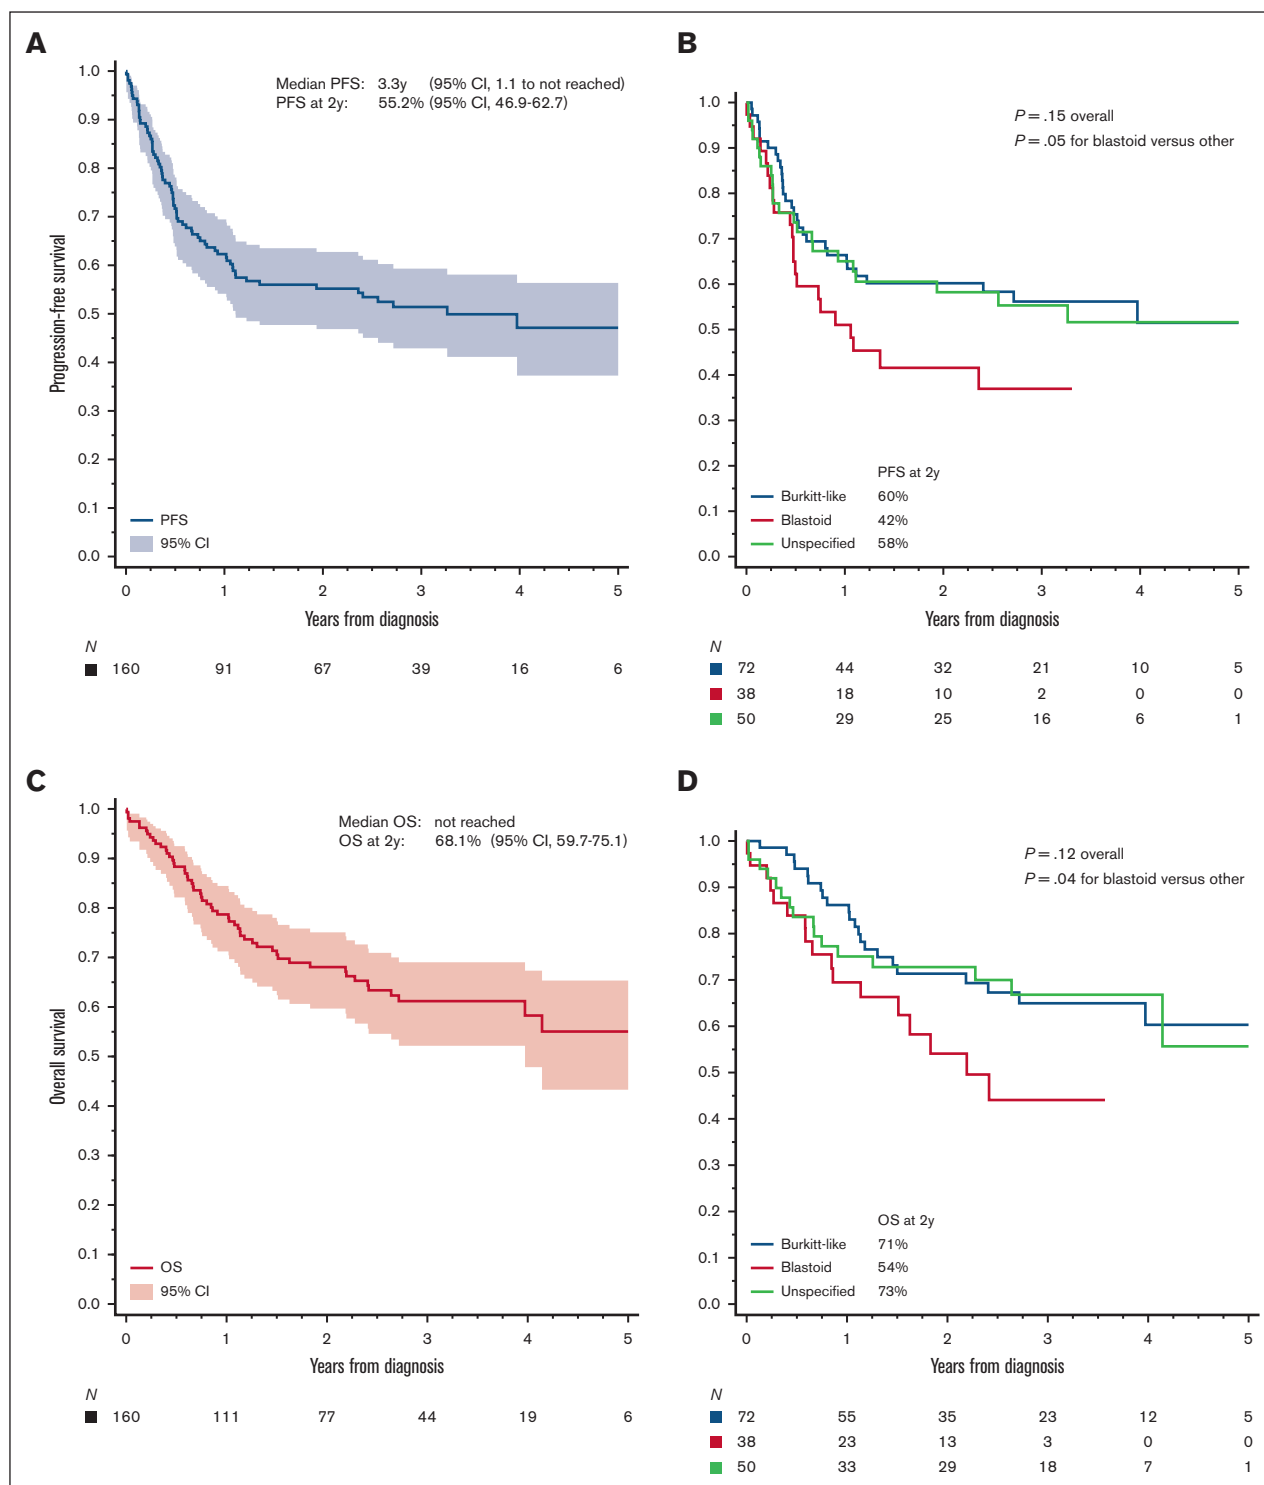 A
Median PFS: 3.3y (95% CI, 1.1 to not reached)
PFS at 2y: 55.2% (95% CI, 46.9-62.7)
Progression-free survival
1.0
0.9
0.8
0.7
0.6
0.5
0.4
0.3
0.2
0.1
0.0
PFS
95% CI
0 1 2 3 4 5
Years from diagnosis
N
160 91 67 39 16 6
B
P = .15 overall
P = .05 for blastoid versus other
1.0
0.9
0.8
0.7
0.6
0.5
0.4
0.3
0.2
0.1
0.0
PFS at 2y
Burkitt-like 60%
Blastoid 42%
Unspecified 58%
0 1 2 3 4 5
Years from diagnosis
N
72 44 32 21 10 5
38 18 10 2 0 0
50 29 25 16 6 1
C
Median OS: not reached
OS at 2y: 68.1% (95% CI, 59.7-75.1)
Overall survival
1.0
0.9
0.8
0.7
0.6
0.5
0.4
0.3
0.2
0.1
0.0
OS
95% CI
0 1 2 3 4 5
Years from diagnosis
N
160 111 77 44 19 6
D
P = .12 overall
P = .04 for blastoid versus other
1.0
0.9
0.8
0.7
0.6
0.5
0.4
0.3
0.2
0.1
0.0
OS at 2y
Burkitt-like 71%
Blastoid 54%
Unspecified 73%
0 1 2 3 4 5
Years from diagnosis
N
72 55 35 23 12 5
38 23 13 3 0 0
50 33 29 18 7 1